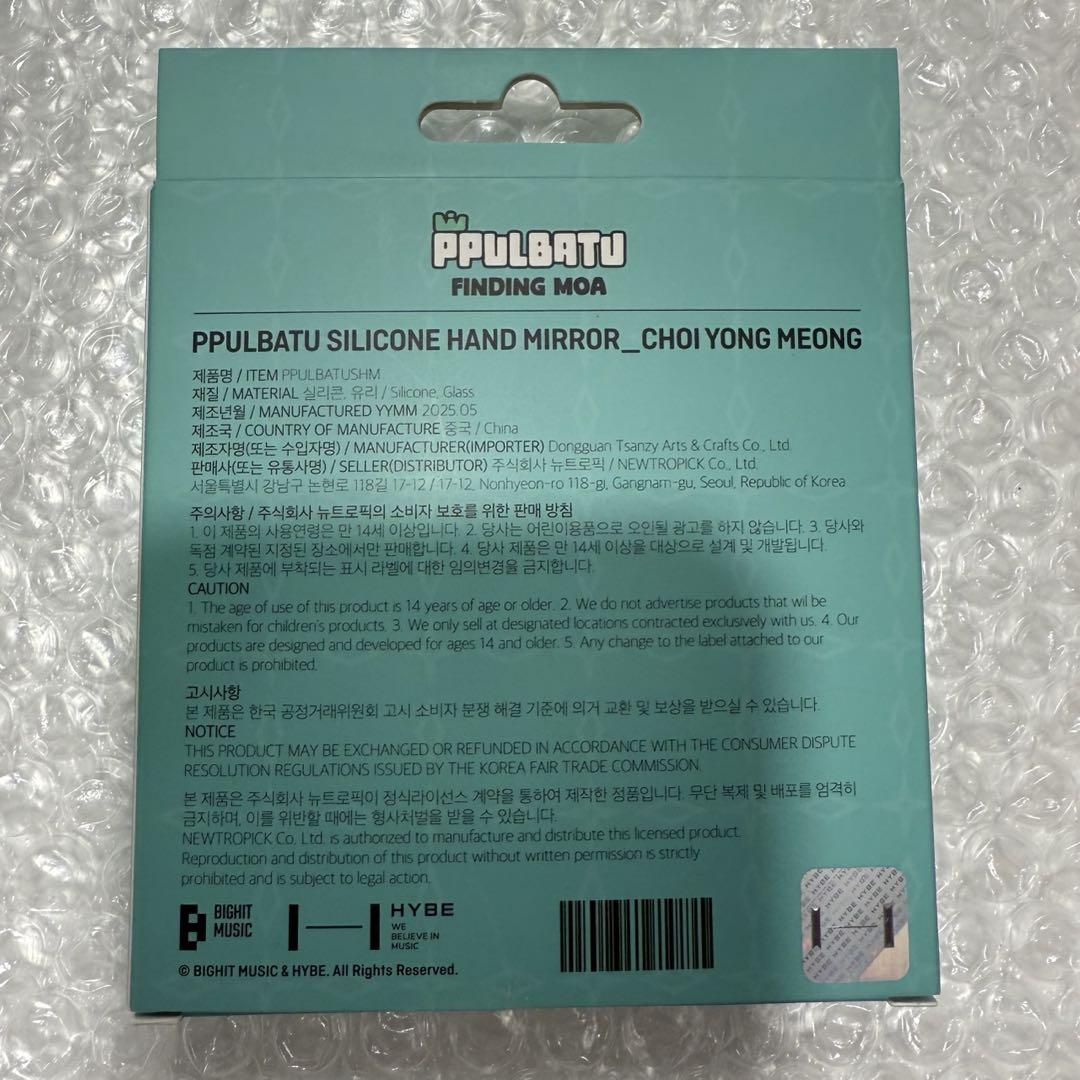 PPULBATU
FINDING MOA
PPULBATU SILICONE HAND MIRROR_CHOI YONG MEONG
제품명 / ITEM PPULBATUSHM
재질 / MATERIAL 실리콘, 유리 / Silicone, Glass
제조년월 / MANUFACTURED YYMM 2025.05
제조국 / COUNTRY OF MANUFACTURE 중국 / China
제조자명(또는 수입자명) / MANUFACTURER(IMPORTER) Dongguan Tsanzy Arts & Crafts Co., Ltd.
판매사(또는 유통사명) / SELLER(DISTRIBUTOR) 주식회사 뉴트로픽 / NEWTROPICK Co., Ltd.
서울특별시 강남구 논현로 118길 17-12 / 17-12, Nonhyeon-ro 118-gi, Gangnam-gu, Seoul, Republic of Korea
주의사항 / 주식회사 뉴트로픽의 소비자 보호를 위한 판매 방침
1. 이 제품의 사용연령은 만 14세 이상입니다. 2. 당사는 어린이용품으로 오인될 광고를 하지 않습니다. 3. 당사와
독점 계약된 지정된 장소에서만 판매합니다. 4. 당사 제품은 만 14세 이상을 대상으로 설계 및 개발됩니다.
5. 당사 제품에 부착되는 표시 라벨에 대한 임의변경을 금지합니다.
CAUTION
1. The age of use of this product is 14 years of age or older. 2. We do not advertise products that wil be
mistaken for children's products. 3. We only sell at designated locations contracted exclusively with us. 4. Our
products are designed and developed for ages 14 and older. 5. Any change to the label attached to our
product is prohibited.
고시사항
본 제품은 한국 공정거래위원회 고시 소비자 분쟁 해결 기준에 의거 교환 및 보상을 받으실 수 있습니다.
NOTICE
THIS PRODUCT MAY BE EXCHANGED OR REFUNDED IN ACCORDANCE WITH THE CONSUMER DISPUTE
RESOLUTION REGULATIONS ISSUED BY THE KOREA FAIR TRADE COMMISSION.
본 제품은 주식회사 뉴트로픽이 정식라이선스 계약을 통하여 제작한 정품입니다. 무단 복제 및 배포를 엄격히
금지하며, 이를 위반할 때에는 형사처벌을 받을 수 있습니다.
NEWTROPICK Co., Ltd. is authorized to manufacture and distribute this licensed product.
Reproduction and distribution of this product without written permission is strictly
prohibited and is subject to legal action.
BIGHIT
MUSIC
HYBE
WE
BELIEVE IN
MUSIC
© BIGHIT MUSIC & HYBE. All Rights Reserved.
HYBE HYBE HYBE